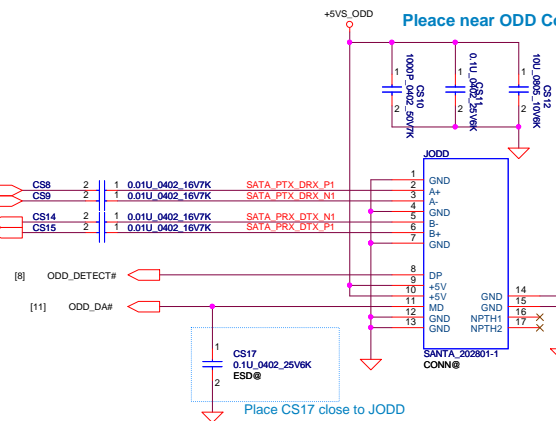 +5VS_ODD
Pleace near ODD Co
1 2 CS10 1000P_0402_50V7K
1 2 CS11 0.1U_0402_25V6K
1 2 CS12 10U_0805_10V6K
JODD
1 GND
CS8 2 1 0.01U_0402_16V7K SATA_PTX_DRX_P1 2 A+
CS9 2 1 0.01U_0402_16V7K SATA_PTX_DRX_N1 3 A-
4 GND
CS14 2 1 0.01U_0402_16V7K SATA_PRX_DTX_N1 5 B-
CS15 2 1 0.01U_0402_16V7K SATA_PRX_DTX_P1 6 B+
7 GND
[8] ODD_DETECT# 8 DP
9 +5V
10 +5V GND 14
[11] ODD_DA# 11 MD GND 15
12 GND NPTH1 16
13 GND NPTH2 17
SANTA_202801-1
CONN@
1
CS17
0.1U_0402_25V6K
ESD@
2
Place CS17 close to JODD